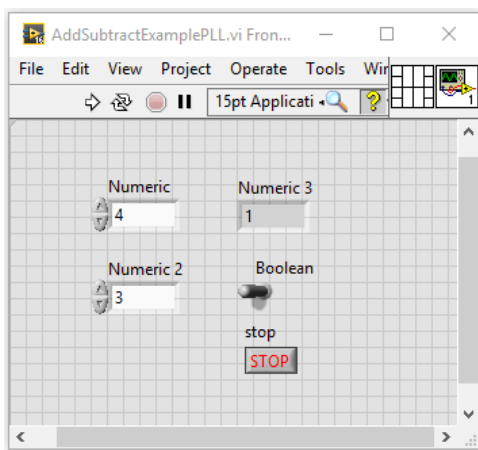 AddSubtractExamplePLL.vi Fron...
File Edit View Project Operate Tools Win
15pt Applicati
1
Numeric
4
Numeric 3
1
Numeric 2
3
Boolean
stop
STOP